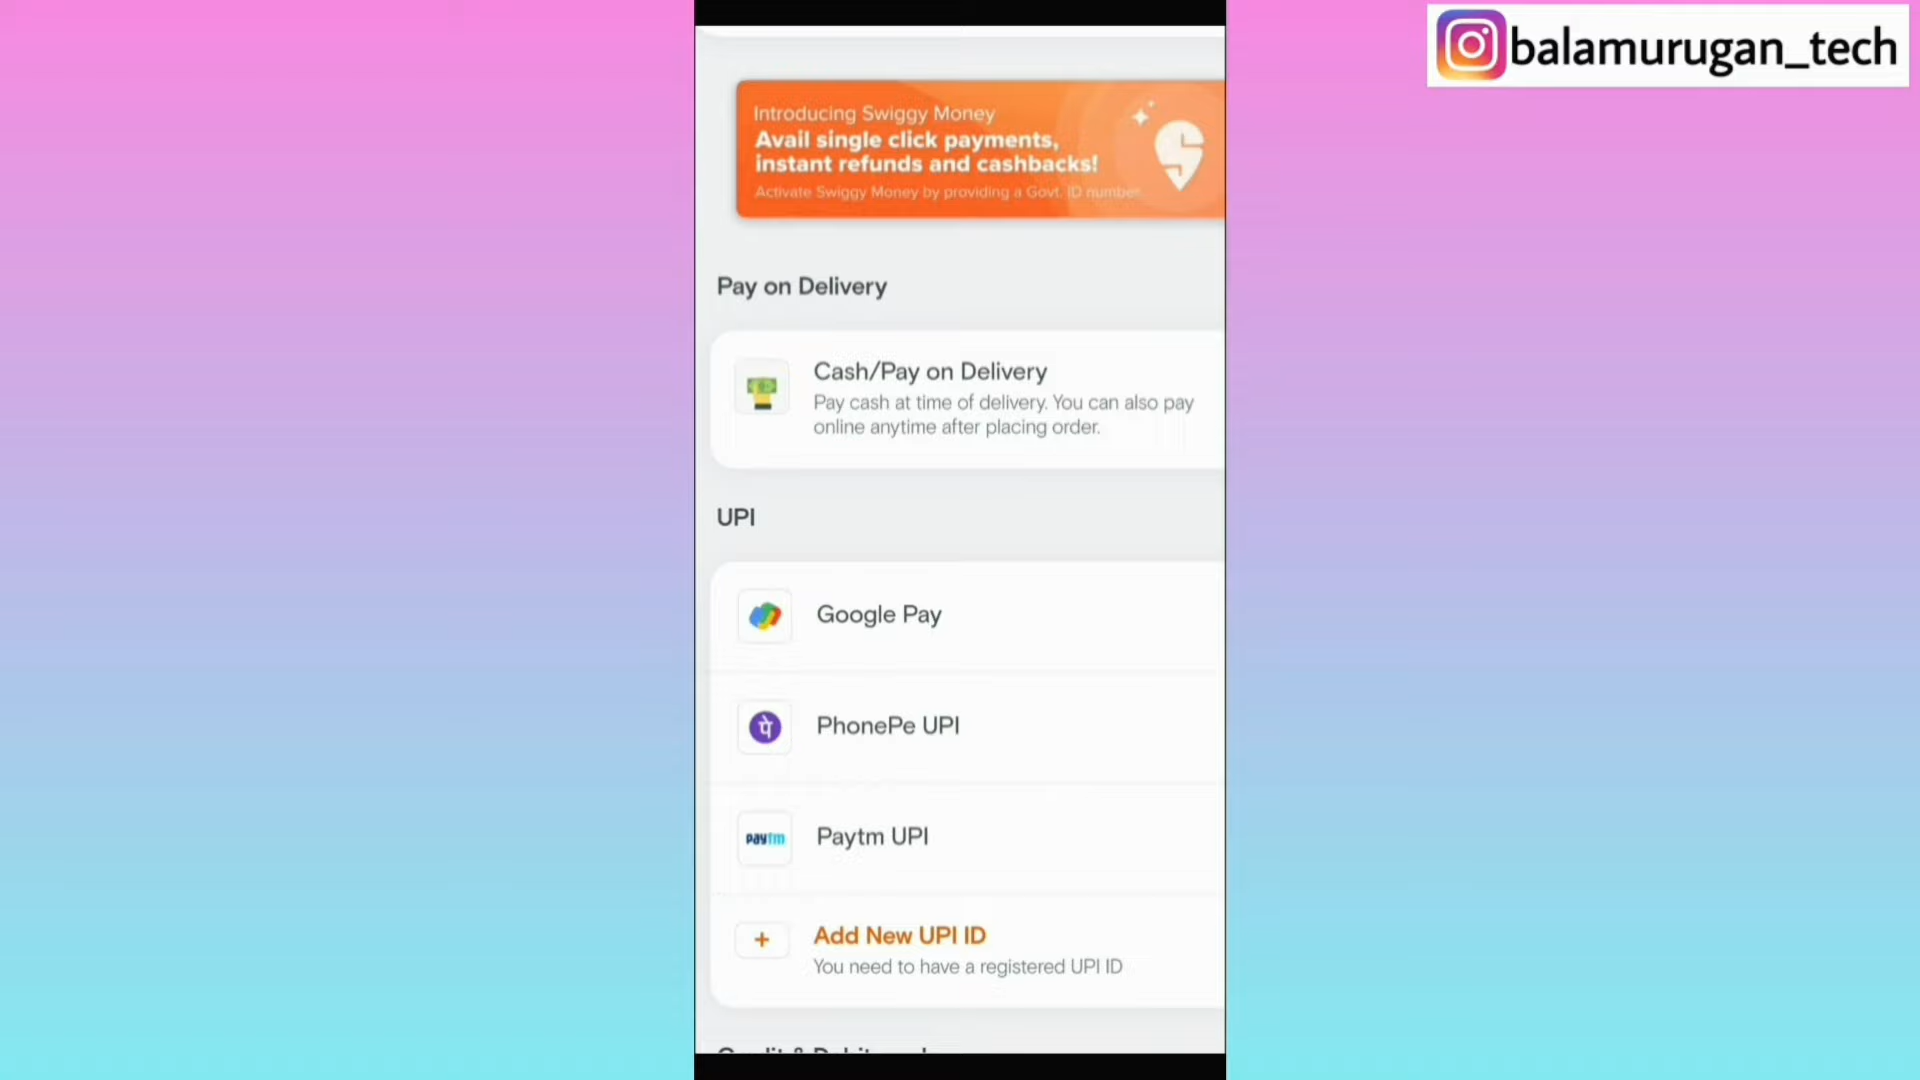 balamurugan_tech
Introducing Swiggy Money
Avail single click payments,
instant refunds and cashbacks!
Activate Swiggy Money by providing a Govt. ID number
Pay on Delivery
Cash/Pay on Delivery
Pay cash at time of delivery. You can also pay
online anytime after placing order.
UPI
Google Pay
पे
PhonePe UPI
paytm
Paytm UPI
+
Add New UPI ID
You need to have a registered UPI ID